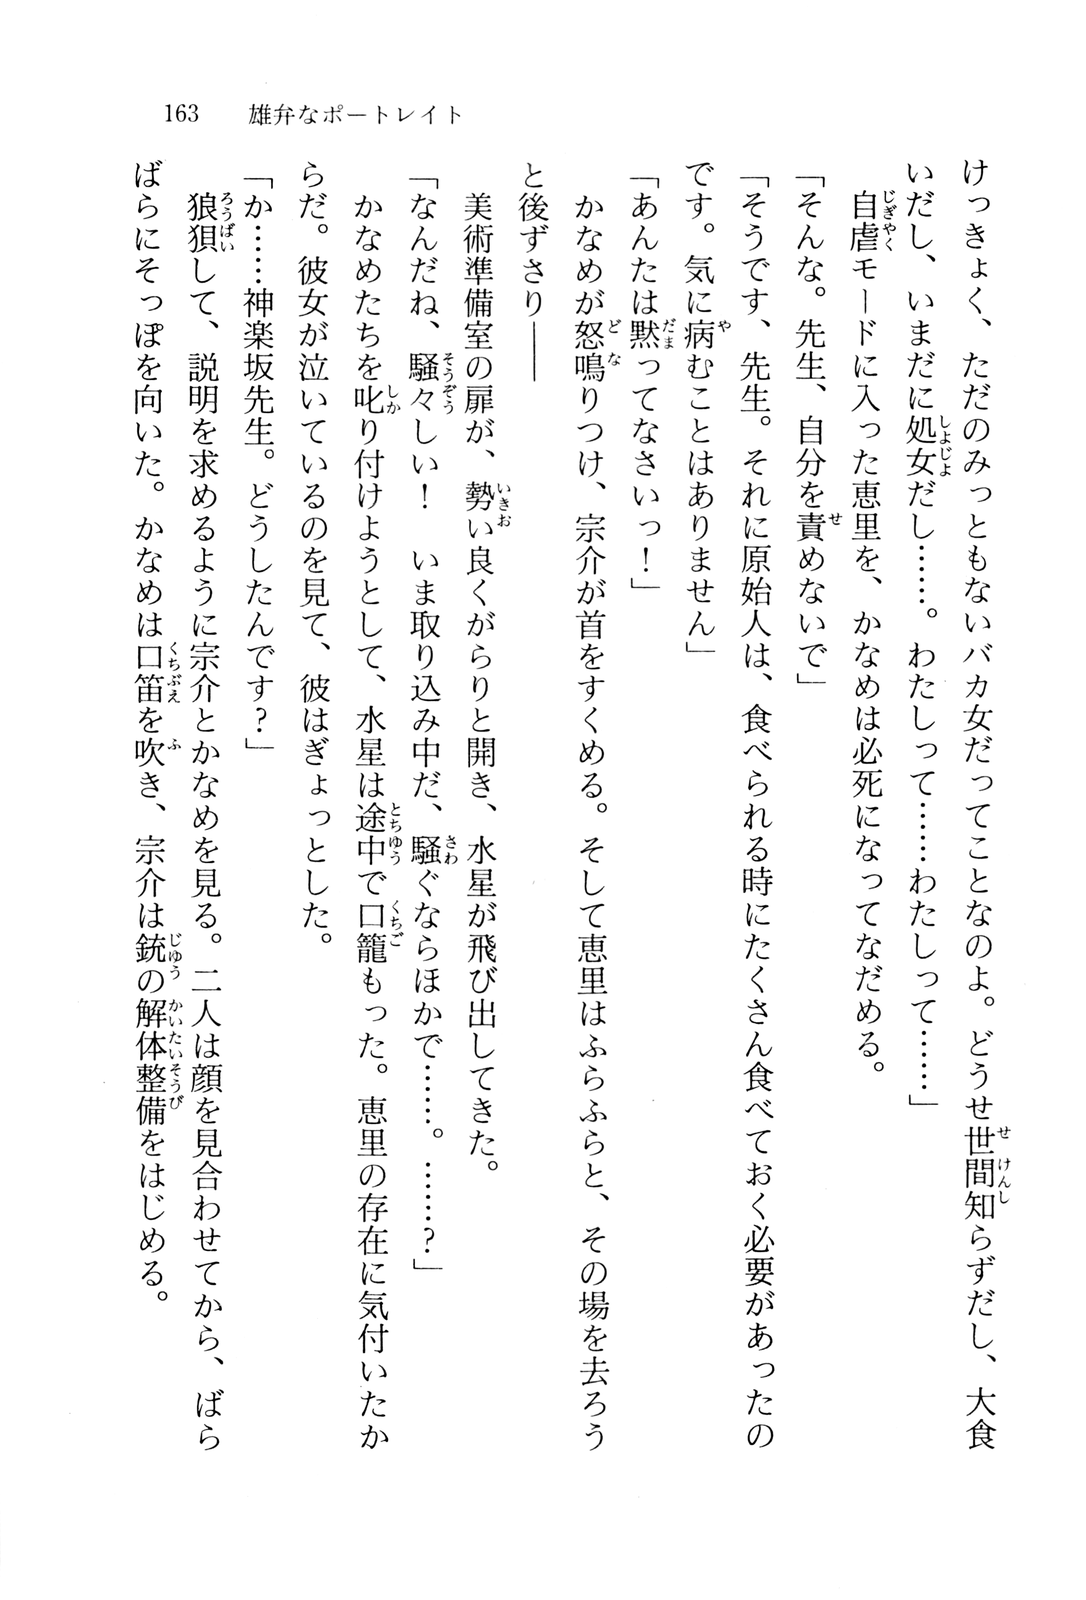 163　雄弁なポートレイト
けっきょく、ただのみっともないバカ女だってことなのよ。どうせ世間知らずだし、大食
いだし、いまだに処女だし……。わたしって……わたしって……」
　自虐モードに入った恵里を、かなめは必死になってなだめる。
「そんな。先生、自分を責めないで」
「そうです、先生。それに原始人は、食べられる時にたくさん食べておく必要があったの
です。気に病むことはありません」
「あんたは黙ってなさいっ！」
　かなめが怒鳴りつけ、宗介が首をすくめる。そして恵里はふらふらと、その場を去ろう
と後ずさり――
　美術準備室の扉が、勢い良くがらりと開き、水星が飛び出してきた。
「なんだね、騒々しい！　いま取り込み中だ、騒ぐならほかで……。……？」
　かなめたちを叱り付けようとして、水星は途中で口籠もった。恵里の存在に気付いたか
らだ。彼女が泣いているのを見て、彼はぎょっとした。
「か……神楽坂先生。どうしたんです？」
　狼狽して、説明を求めるように宗介とかなめを見る。二人は顔を見合わせてから、ばら
ばらにそっぽを向いた。かなめは口笛を吹き、宗介は銃の解体整備をはじめる。